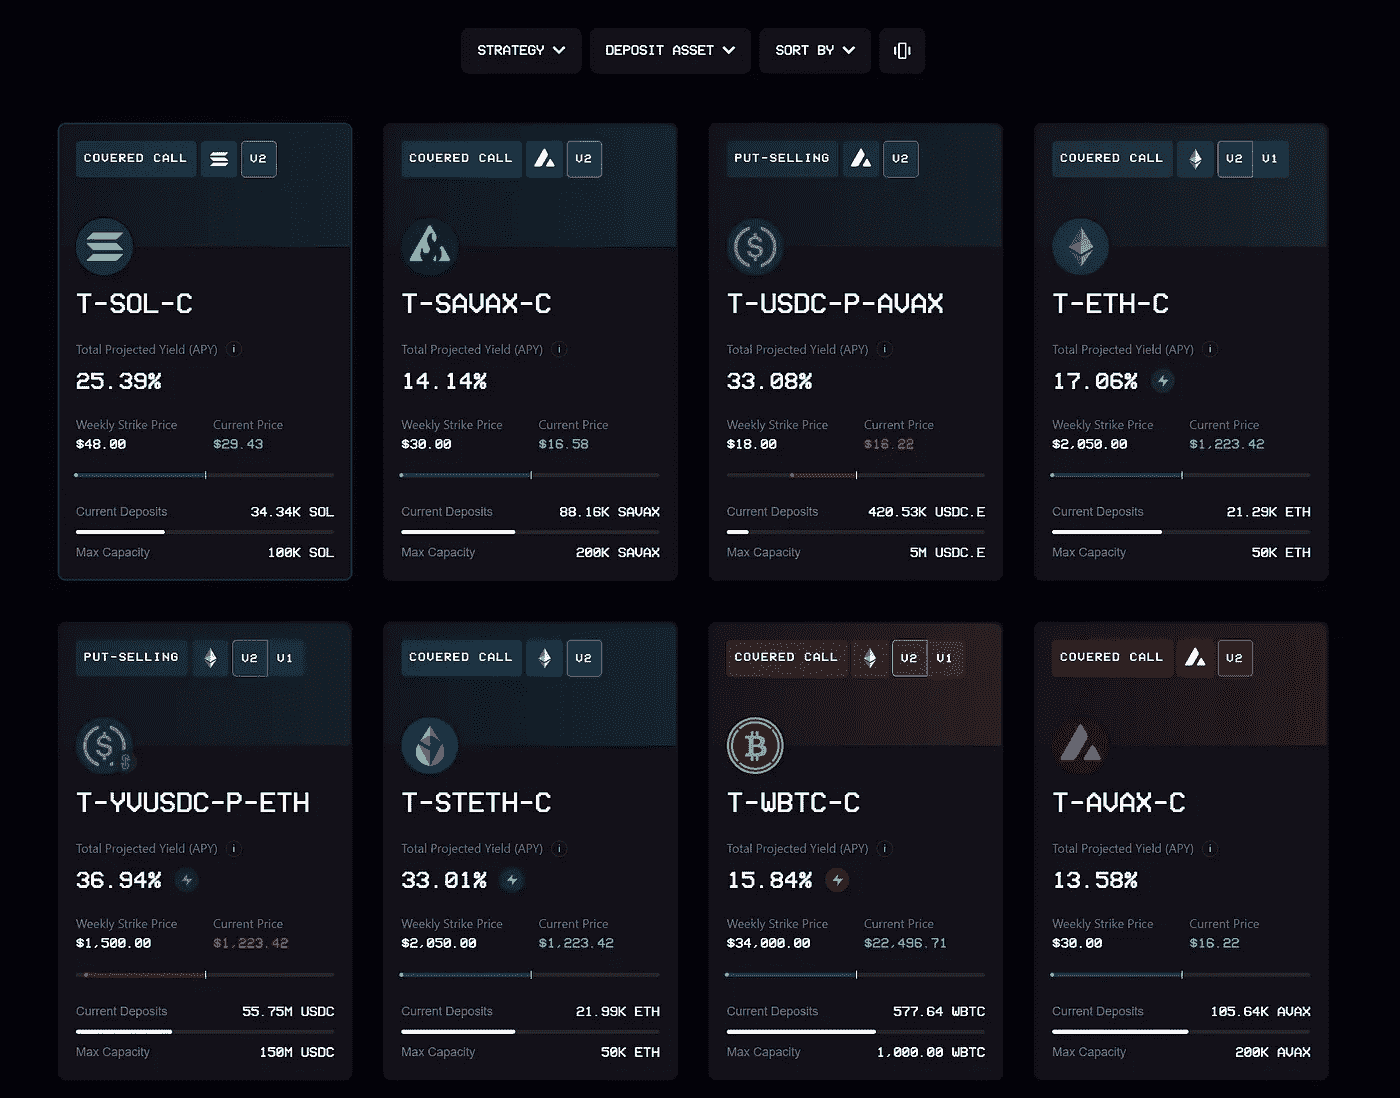 STRATEGY DEPOSIT ASSET SORT BY
COVERED CALL V2
T-SOL-C
Total Projected Yield (APY) i
25.39%
Weekly Strike Price Current Price
$48.00 $29.43
Current Deposits 34.34K SOL
Max Capacity 100K SOL
COVERED CALL V2
T-SAVAX-C
Total Projected Yield (APY) i
14.14%
Weekly Strike Price Current Price
$30.00 $16.58
Current Deposits 88.16K SAVAX
Max Capacity 200K SAVAX
PUT-SELLING V2
T-USDC-P-AVAX
Total Projected Yield (APY) i
33.08%
Weekly Strike Price Current Price
$18.00 $16.22
Current Deposits 420.53K USDC.E
Max Capacity 5M USDC.E
COVERED CALL V2 V1
T-ETH-C
Total Projected Yield (APY) i
17.06%
Weekly Strike Price Current Price
$2,050.00 $1,223.42
Current Deposits 21.29K ETH
Max Capacity 50K ETH
PUT-SELLING V2 V1
T-YVUSDC-P-ETH
Total Projected Yield (APY) i
36.94%
Weekly Strike Price Current Price
$1,500.00 $1,223.42
Current Deposits 55.75M USDC
Max Capacity 150M USDC
COVERED CALL V2
T-STETH-C
Total Projected Yield (APY) i
33.01%
Weekly Strike Price Current Price
$2,050.00 $1,223.42
Current Deposits 21.99K ETH
Max Capacity 50K ETH
COVERED CALL V2 V1
T-WBTC-C
Total Projected Yield (APY) i
15.84%
Weekly Strike Price Current Price
$34,000.00 $22,496.71
Current Deposits 577.64 WBTC
Max Capacity 1,000.00 WBTC
COVERED CALL V2
T-AVAX-C
Total Projected Yield (APY) i
13.58%
Weekly Strike Price Current Price
$30.00 $16.22
Current Deposits 105.64K AVAX
Max Capacity 200K AVAX